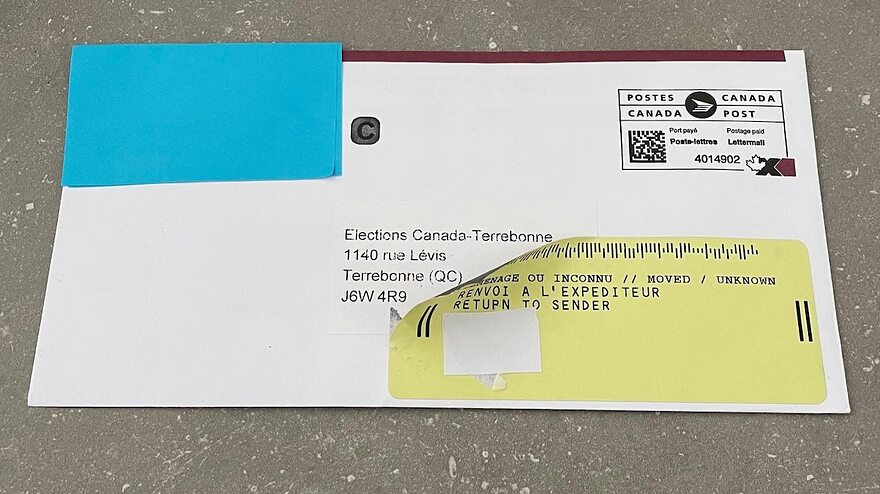 C
POSTES CANADA
CANADA POST
Port payé Postage paid
Poste-lettres Lettermail
4014902
Elections Canada-Terrebonne
1140 rue Lévis
Terrebonne (QC)
J6W 4R9
ENAGE OU INCONNU // MOVED / UNKNOWN
RENVOI A L'EXPEDITEUR
RETURN TO SENDER